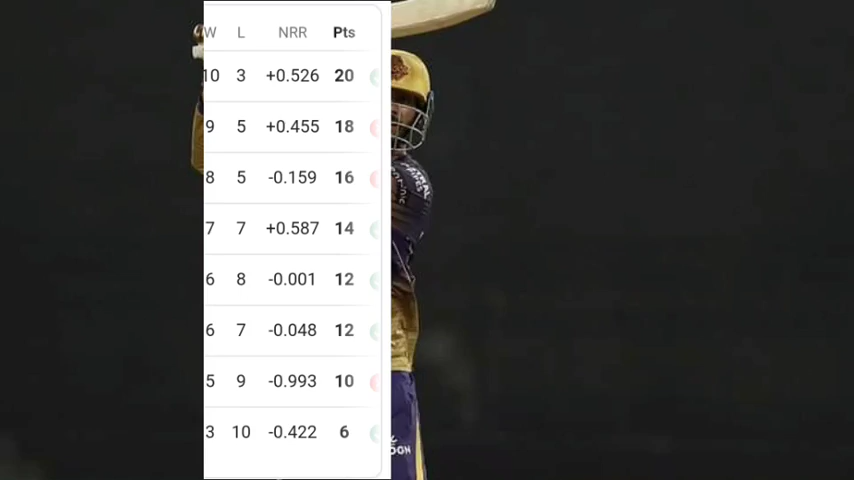 W L NRR Pts
10 3 +0.526 20
9 5 +0.455 18
8 5 -0.159 16
7 7 +0.587 14
6 8 -0.001 12
6 7 -0.048 12
5 9 -0.993 10
3 10 -0.422 6